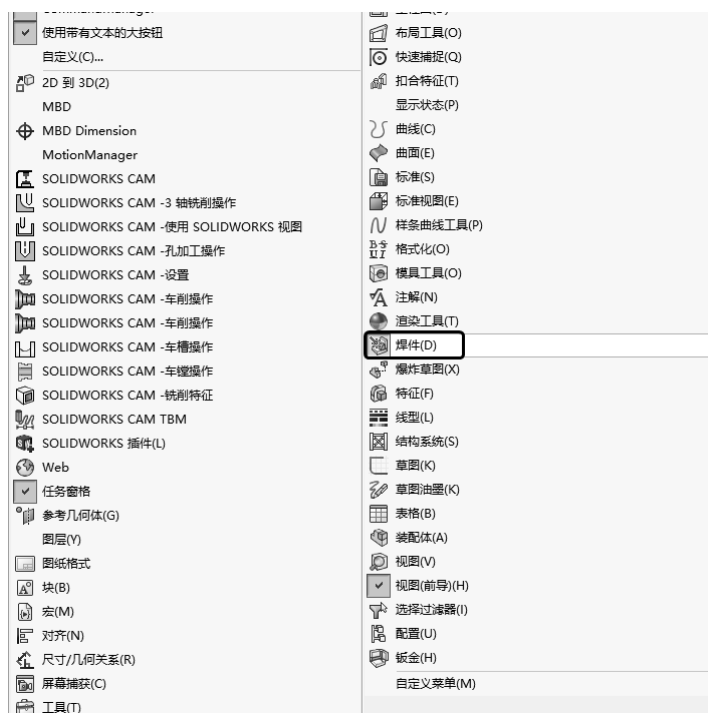 使用带有文本的大按钮
自定义(C)...
2D 到 3D(2)
MBD
MBD Dimension
MotionManager
SOLIDWORKS CAM
SOLIDWORKS CAM -3 轴铣削操作
SOLIDWORKS CAM -使用 SOLIDWORKS 视图
SOLIDWORKS CAM -孔加工操作
SOLIDWORKS CAM -设置
SOLIDWORKS CAM -车削操作
SOLIDWORKS CAM -车削操作
SOLIDWORKS CAM -车槽操作
SOLIDWORKS CAM -车镗操作
SOLIDWORKS CAM -铣削特征
SOLIDWORKS CAM TBM
SOLIDWORKS 插件(L)
Web
任务窗格
参考几何体(G)
图层(Y)
图纸格式
块(B)
宏(M)
对齐(N)
尺寸/几何关系(R)
屏幕捕获(C)
工具(T)
布局工具(O)
快速捕捉(Q)
扣合特征(T)
显示状态(P)
曲线(C)
曲面(E)
标准(S)
标准视图(E)
样条曲线工具(P)
格式化(O)
模具工具(O)
注解(N)
渲染工具(T)
焊件(D)
爆炸草图(X)
特征(F)
线型(L)
结构系统(S)
草图(K)
草图油墨(K)
表格(B)
装配体(A)
视图(V)
视图(前导)(H)
选择过滤器(I)
配置(U)
钣金(H)
自定义菜单(M)